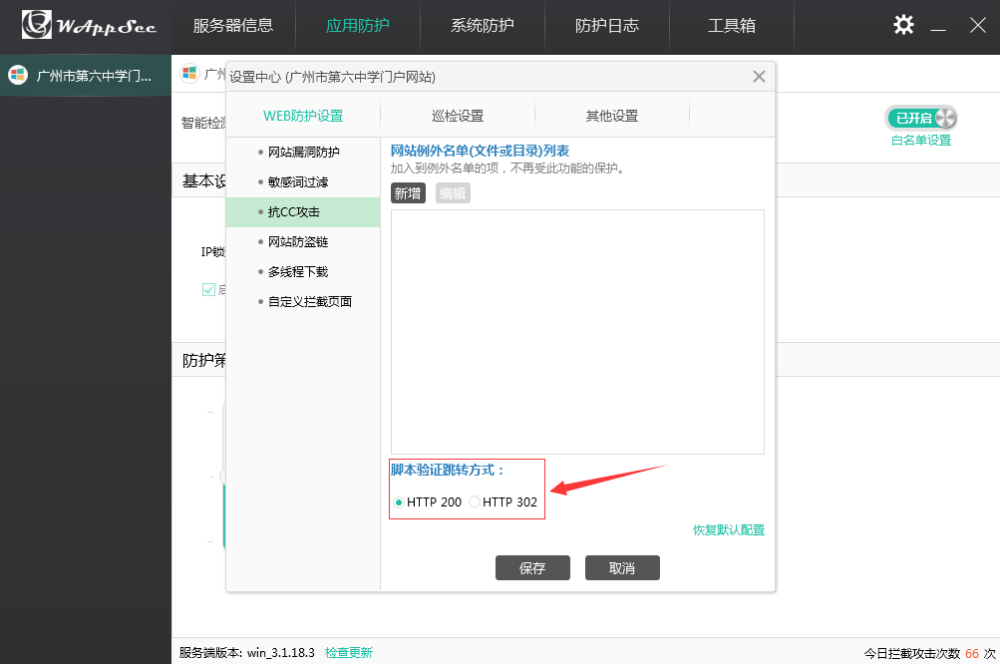 WAppSec
服务器信息
应用防护
系统防护
防护日志
工具箱
广州市第六中学门...
广州
设置中心 (广州市第六中学门户网站)
WEB防护设置
巡检设置
其他设置
智能检测
已开启
白名单设置
基本设
IP锁
启
防护策
网站漏洞防护
敏感词过滤
抗CC攻击
网站防盗链
多线程下载
自定义拦截页面
网站例外名单(文件或目录)列表
加入到例外名单的项，不再受此功能的保护。
新增
编辑
脚本验证跳转方式：
HTTP 200
HTTP 302
恢复默认配置
保存
取消
服务端版本: win_3.1.18.3 检查更新
今日拦截攻击次数 66 次